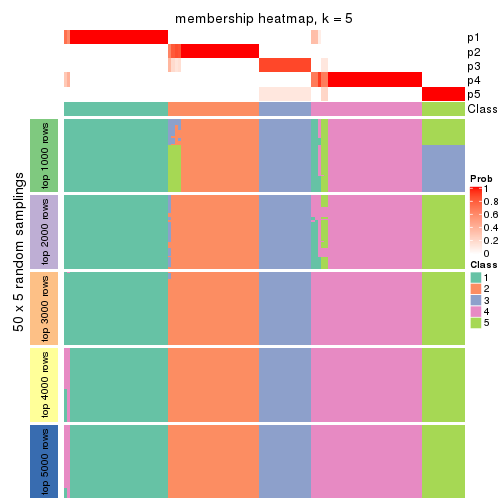 membership heatmap, k = 5
p1
p2
p3
p4
p5
Class
50 x 5 random samplings
top 1000 rows
top 2000 rows
top 3000 rows
top 4000 rows
top 5000 rows
Prob
1
0.8
0.6
0.4
0.2
0
Class
1
2
3
4
5